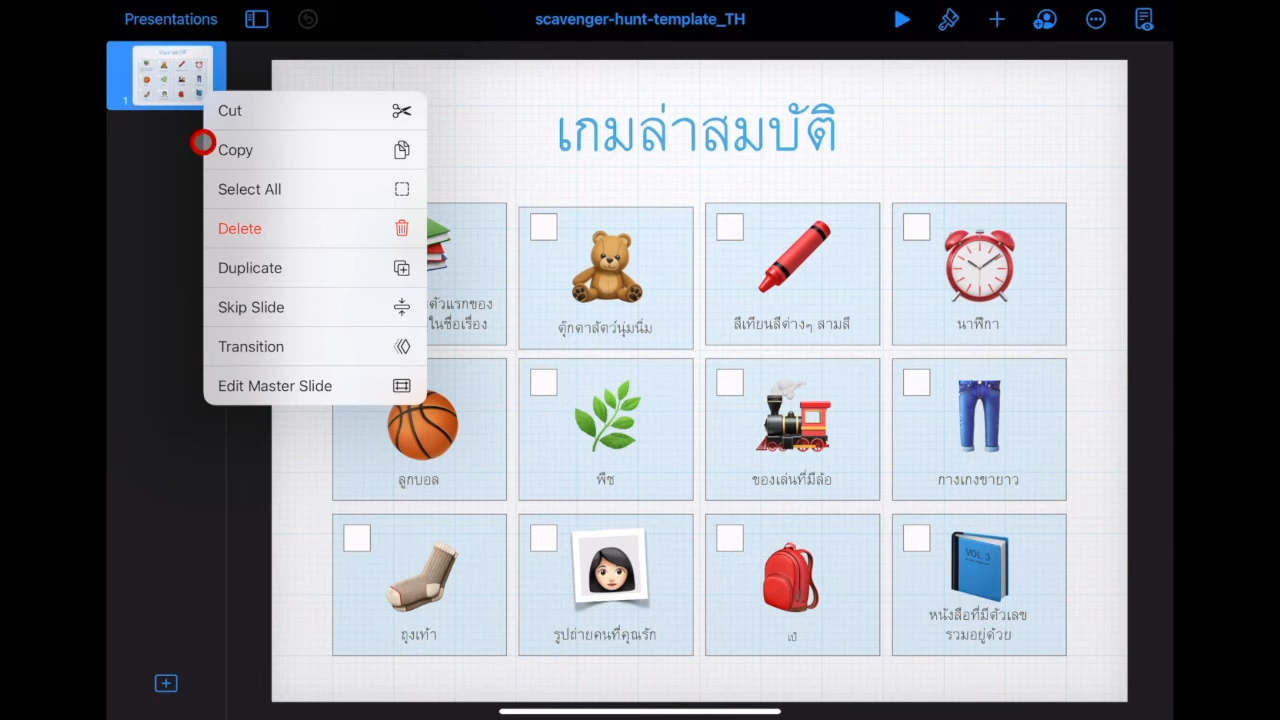 Presentations
scavenger-hunt-template_TH
1
Cut
Copy
Select All
Delete
Duplicate
Skip Slide
Transition
Edit Master Slide
เกมล่าสมบัติ
ตัวแรกของ
ในชื่อเรื่อง
ตุ๊กตาสัตว์นุ่มนิ่ม
สีเทียนสีต่างๆ สามสี
นาฬิกา
ลูกบอล
พืช
ของเล่นที่มีล้อ
กางเกงขายาว
ถุงเท้า
รูปถ่ายคนที่คุณรัก
เป้
VOL 3
หนังสือที่มีตัวเลข
รวมอยู่ด้วย